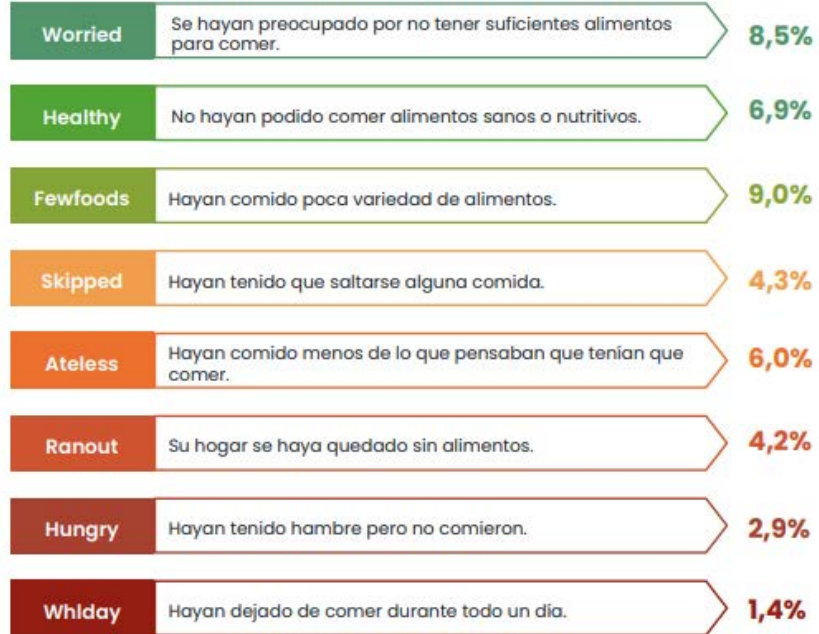 Worried
Se hayan preocupado por no tener suficientes alimentos
para comer.
8,5%
Healthy
No hayan podido comer alimentos sanos o nutritivos.
6,9%
Fewfoods
Hayan comido poca variedad de alimentos.
9,0%
Skipped
Hayan tenido que saltarse alguna comida.
4,3%
Ateless
Hayan comido menos de lo que pensaban que tenían que
comer.
6,0%
Ranout
Su hogar se haya quedado sin alimentos.
4,2%
Hungry
Hayan tenido hambre pero no comieron.
2,9%
Whlday
Hayan dejado de comer durante todo un día.
1,4%